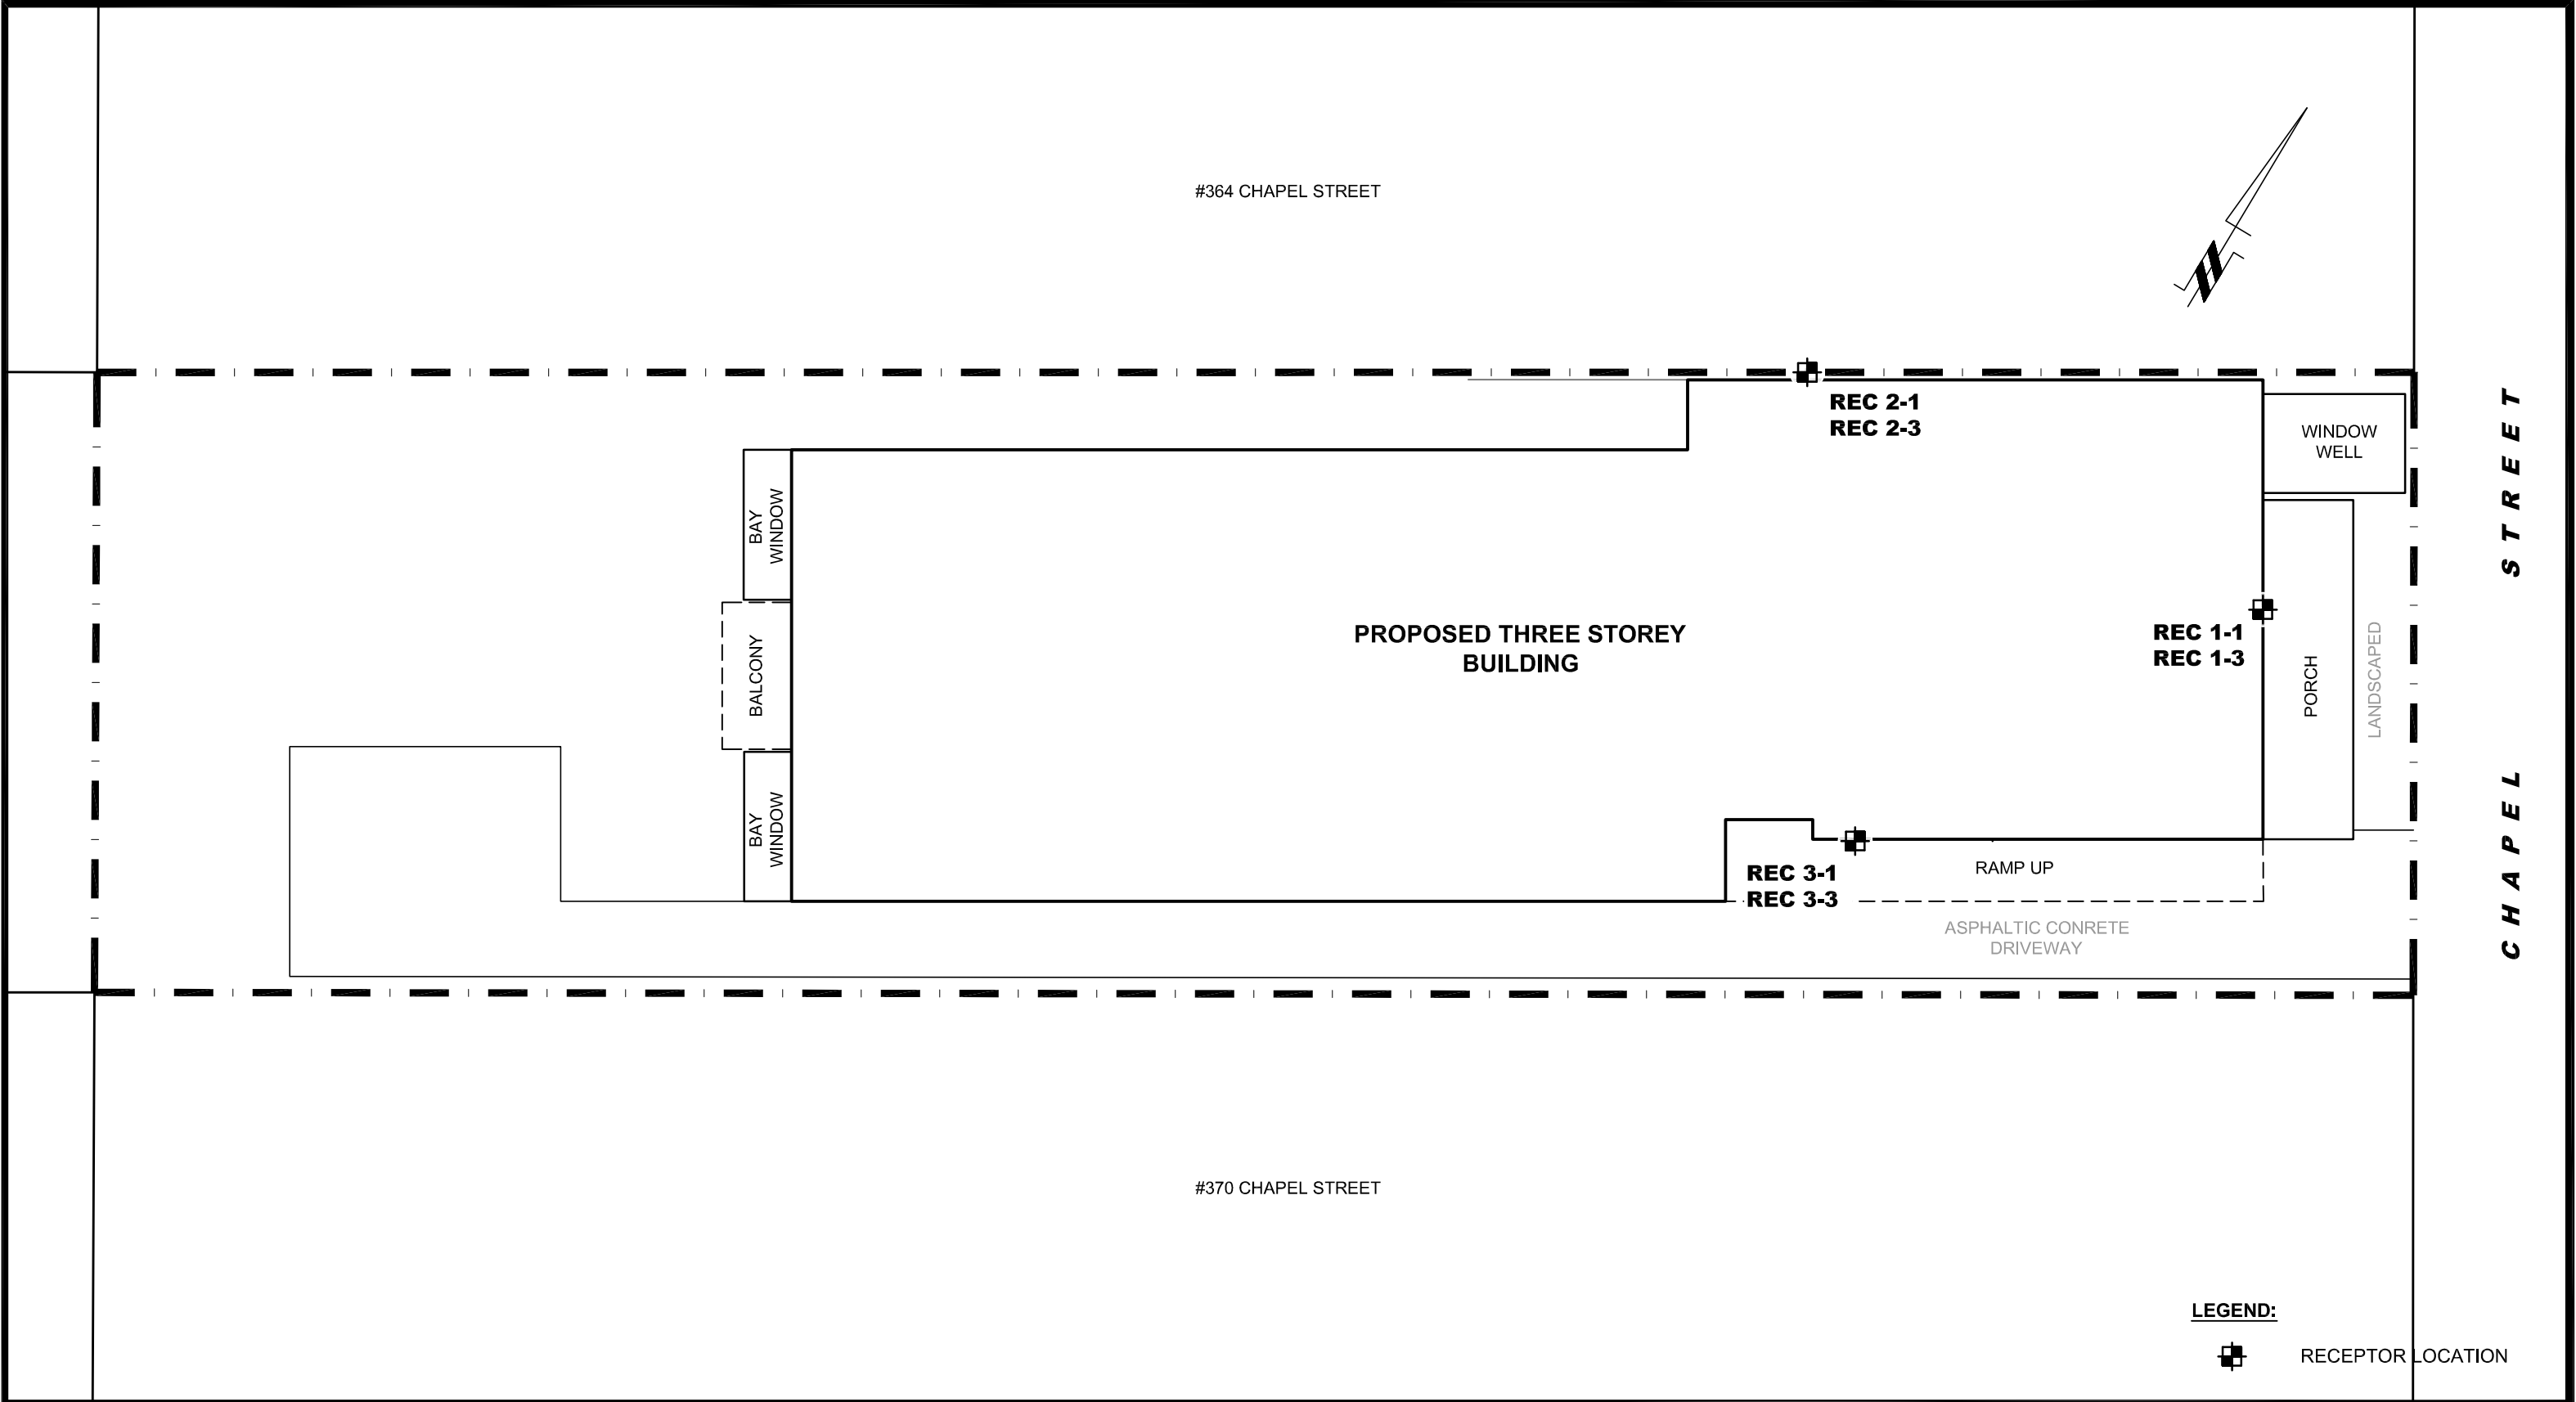 #364 CHAPEL STREET
N
REC 2-1
REC 2-3
WINDOW
WELL
BAY
WINDOW
BALCONY
BAY
WINDOW
PROPOSED THREE STOREY
BUILDING
REC 1-1
REC 1-3
PORCH
LANDSCAPED
CHAPEL STREET
REC 3-1
REC 3-3
RAMP UP
ASPHALTIC CONRETE
DRIVEWAY
#370 CHAPEL STREET
LEGEND:
RECEPTOR LOCATION